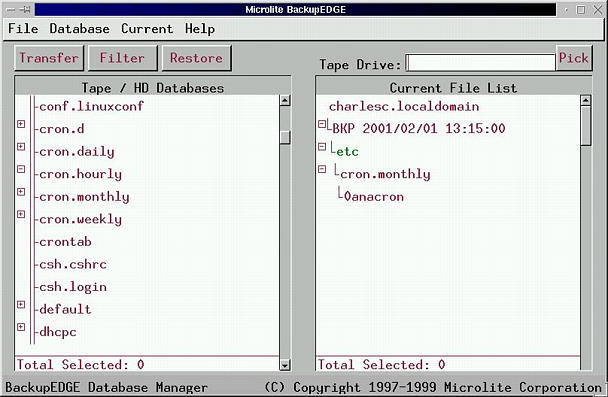 Microlite BackupEDGE
File Database Current Help
Transfer Filter Restore
Tape Drive: Pick
Tape / HD Databases
conf.linuxconf
cron.d
cron.daily
cron.hourly
cron.monthly
cron.weekly
crontab
csh.cshrc
csh.login
default
dhcpc
Total Selected: 0
Current File List
charlesc.localdomain
BKP 2001/02/01 13:15:00
etc
cron.monthly
0anacron
Total Selected: 0
BackupEDGE Database Manager (C) Copyright 1997-1999 Microlite Corporation